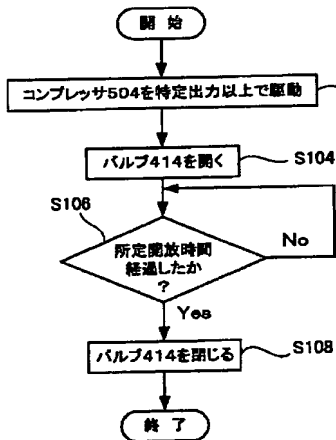 開始
コンプレッサ504を特定出力以上で駆動
バルブ414を開く
S104
S106
所定開放時間
経過したか
?
No
Yes
バルブ414を閉じる
S108
終了